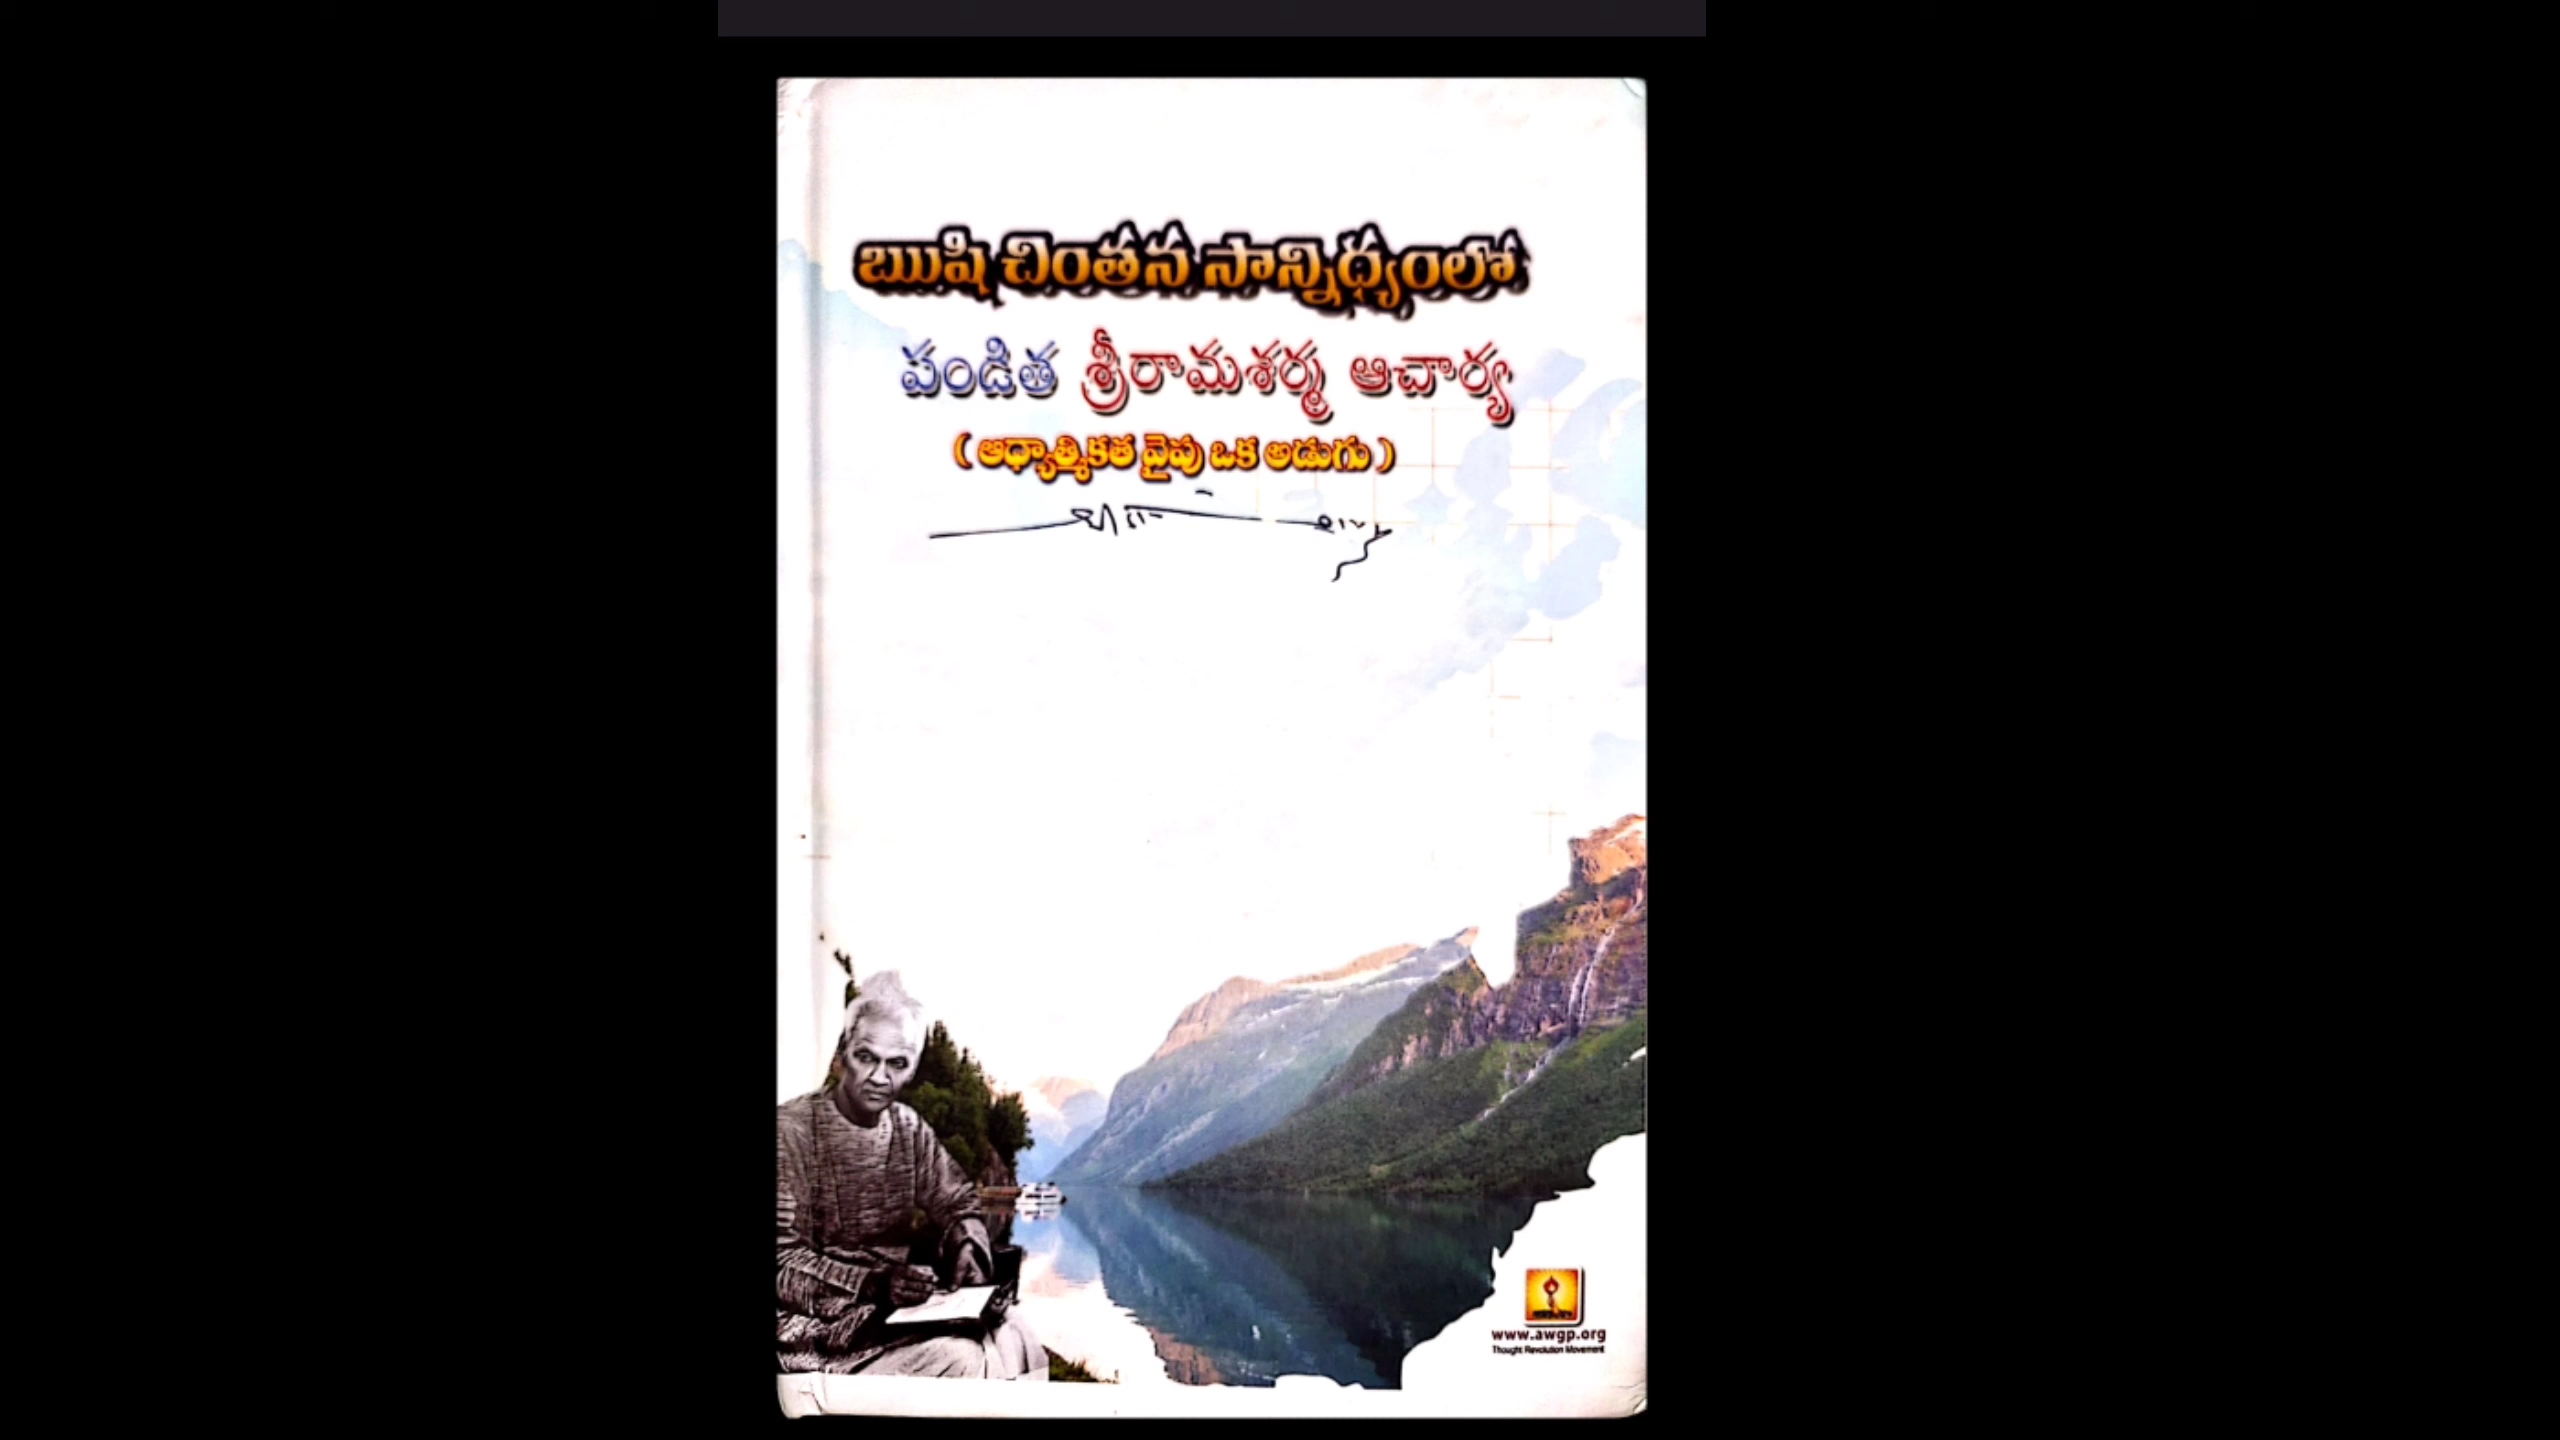 ఋషి చింతన సాన్నిధ్యంలో
పండిత శ్రీరామశర్మ ఆచార్య
( ఆధ్యాత్మికత వైపు ఒక అడుగు )
www.awgp.org
Thought Revolution Movement